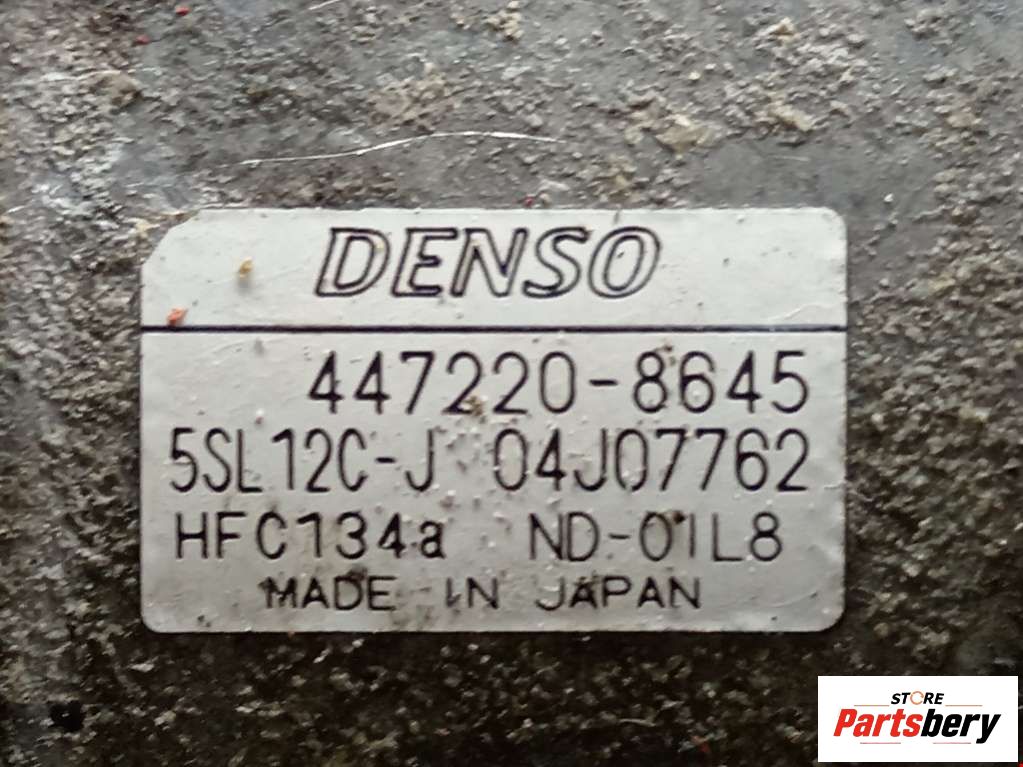 DENSO
447220-8645
5SL12C-J 04J07762
HFC134a ND-OIL8
MADE IN JAPAN
STORE
Partsbery